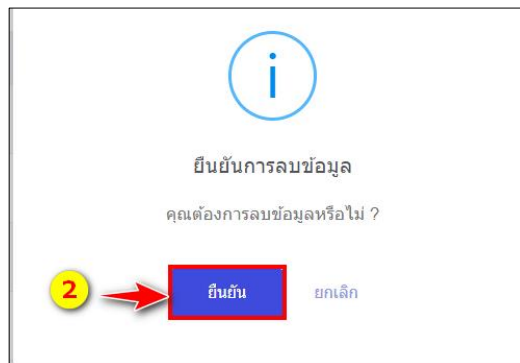 i
ยืนยันการลบข้อมูล
คุณต้องการลบข้อมูลหรือไม่ ?
2 ยืนยัน ยกเลิก